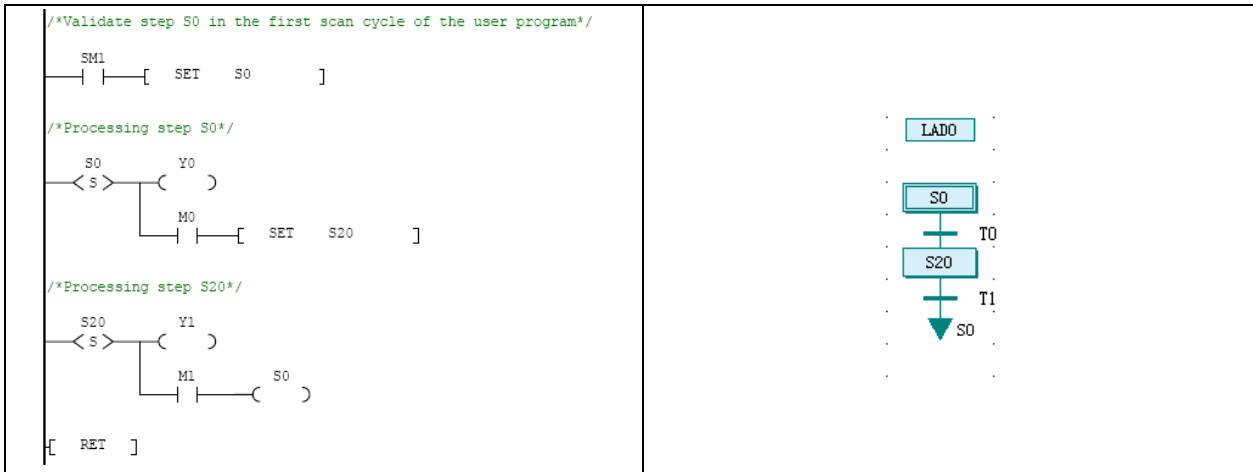 /*Validate step S0 in the first scan cycle of the user program*/
SM1
[ SET S0 ]
/*Processing step S0*/
S0 Y0
S
M0
[ SET S20 ]
/*Processing step S20*/
S20 Y1
S
M1 S0
[ RET ]
LAD0
S0
T0
S20
T1
S0